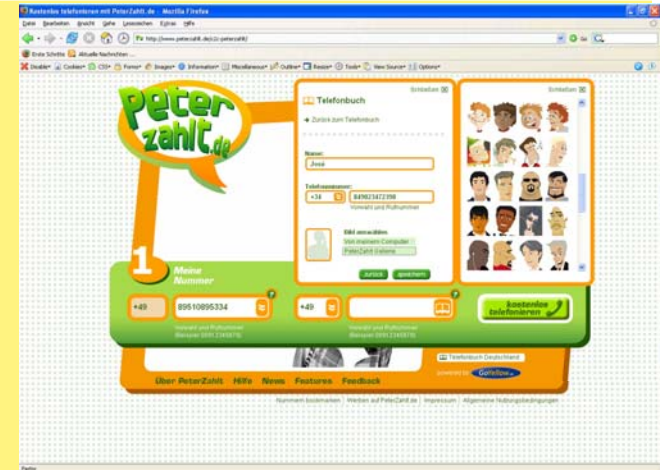 Kostenlos telefonieren mit PeterZahlt.de - Mozilla Firefox
Datei Bearbeiten Ansicht Gehe Lesezeichen Extras Hilfe
http://www.peterzahlt.de
Erste Schritte Aktuelle Nachrichten ...
Disable Cookies CSS Forms Images Information Miscellaneous Outline Resize Tools View Source Options
Peter
zahlt.de
Schließen
Telefonbuch
Zurück zum Telefonbuch
Name:
José
Telefonnummer:
+34 849023472398
Vorwahl und Rufnummer
Bild auswählen
Von meinem Computer
PeterZahlt
zurück speichern
Schließen
1
Meine
Nummer
+49 89510895334 ? +49 ?
Vorwahl und Rufnummer
Vorwahl und Rufnummer
kostenlos
telefonieren
Telefonbuch Deutschland
powered by GoYellow
Über PeterZahlt Hilfe News Features Feedback
Nummern bookmarken Werben auf PeterZahlt.de Impressum Allgemeine Nutzungsbedingungen
Fertig